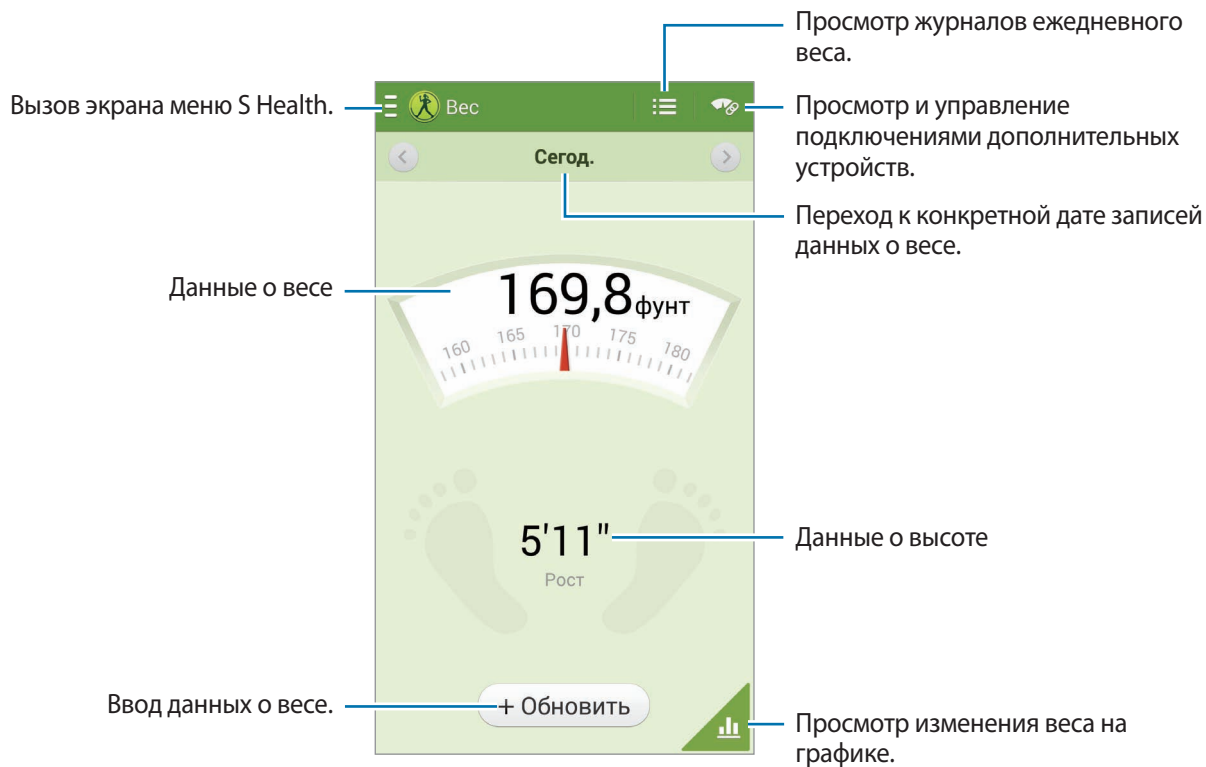 Просмотр журналов ежедневного
веса.
Вызов экрана меню S Health.
Вес
Просмотр и управление
подключениями дополнительных
устройств.
Сегод.
Переход к конкретной дате записей
данных о весе.
Данные о весе
169,8 фунт
160 165 170 175 180
5'11"
Данные о высоте
Рост
Ввод данных о весе.
+ Обновить
Просмотр изменения веса на
графике.